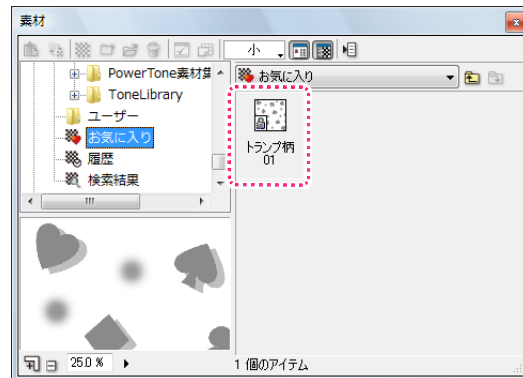 素材
小
PowerTone素材集
ToneLibrary
ユーザー
お気に入り
履歴
検索結果
お気に入り
トランプ柄
01
25.0 %
1 個のアイテム